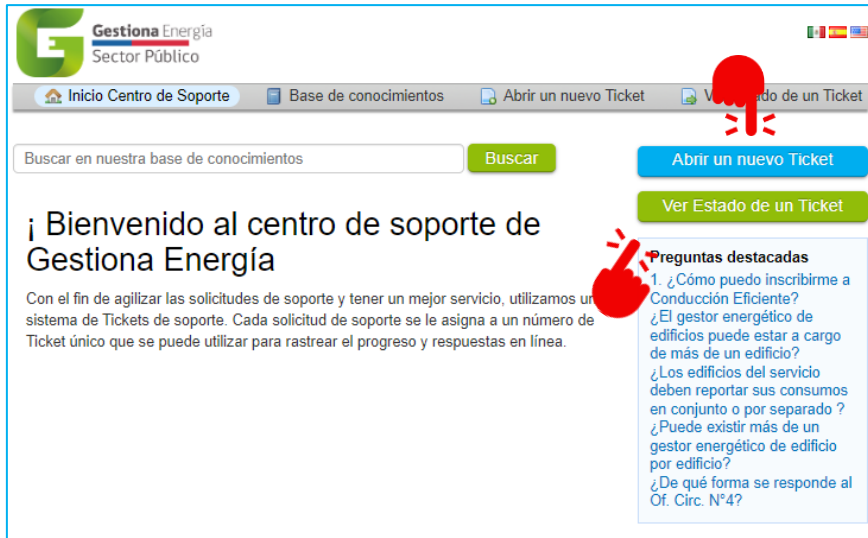 Gestiona Energía
Sector Público
Inicio Centro de Soporte
Base de conocimientos
Abrir un nuevo Ticket
V do de un Ticket
Buscar en nuestra base de conocimientos
Buscar
Abrir un nuevo Ticket
Ver Estado de un Ticket
¡ Bienvenido al centro de soporte de
Gestiona Energía
Con el fin de agilizar las solicitudes de soporte y tener un mejor servicio, utilizamos un
sistema de Tickets de soporte. Cada solicitud de soporte se le asigna a un número de
Ticket único que se puede utilizar para rastrear el progreso y respuestas en línea.
Preguntas destacadas
1. ¿Cómo puedo inscribirme a
Conducción Eficiente?
¿El gestor energético de
edificios puede estar a cargo
de más de un edificio?
¿Los edificios del servicio
deben reportar sus consumos
en conjunto o por separado ?
¿Puede existir más de un
gestor energético de edificio
por edificio?
¿De qué forma se responde al
Of. Circ. N°4?